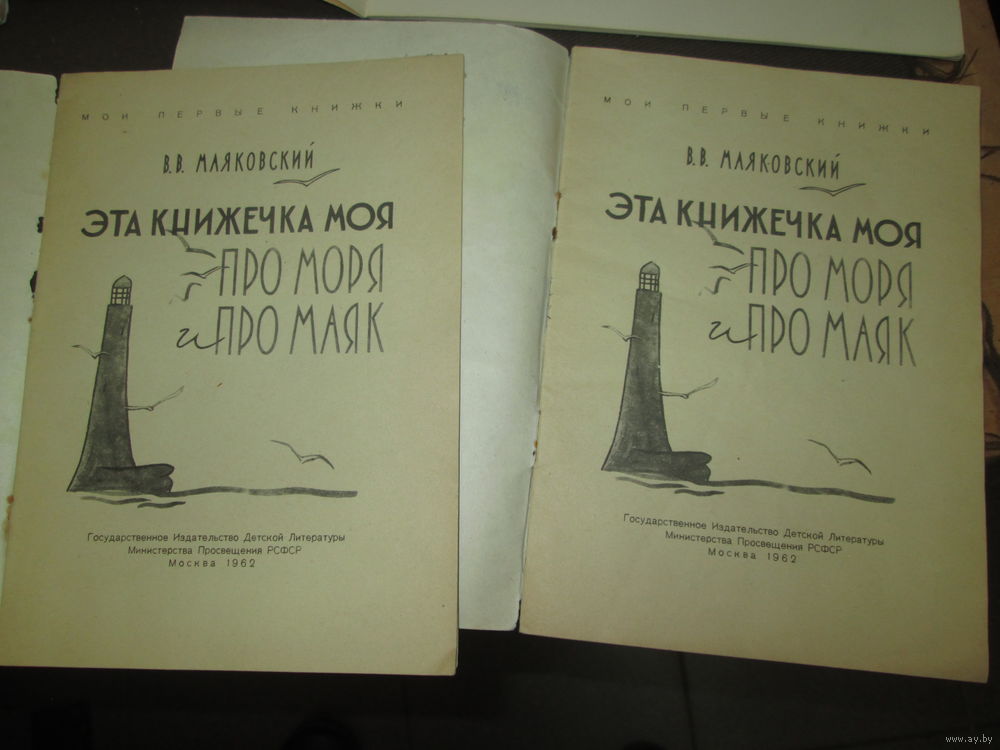 МОИ ПЕРВЫЕ КНИЖКИ
В.В. МАЯКОВСКИЙ
ЭТА КНИЖЕЧКА МОЯ
ПРО МОРЯ
и ПРО МАЯК
Государственное Издательство Детской Литературы
Министерства Просвещения РСФСР
Москва 1962
МОИ ПЕРВЫЕ КНИЖКИ
В.В. МАЯКОВСКИЙ
ЭТА КНИЖЕЧКА МОЯ
ПРО МОРЯ
и ПРО МАЯК
Государственное Издательство Детской Литературы
Министерства Просвещения РСФСР
Москва 1962
www.ay.by